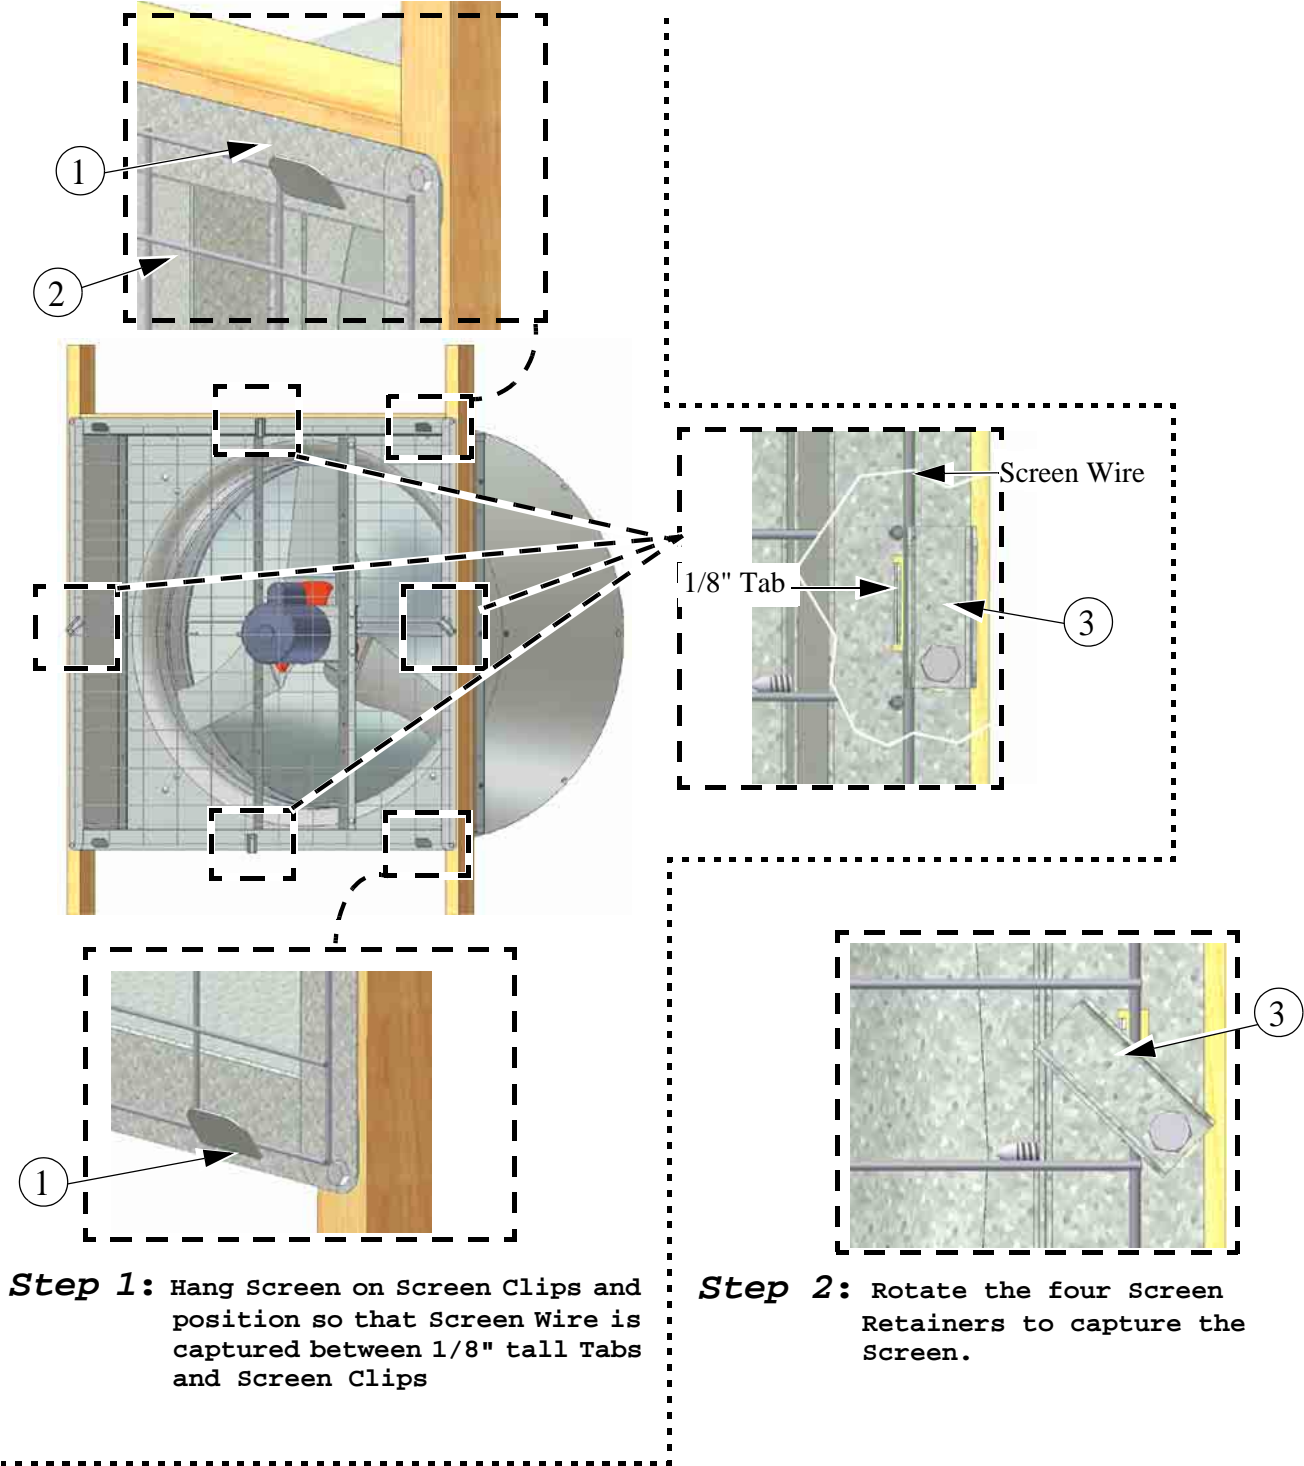 1
2
Screen Wire
1/8" Tab
3
3
1
Step 1: Hang Screen on Screen Clips and
position so that Screen Wire is
captured between 1/8" tall Tabs
and Screen Clips
Step 2: Rotate the four Screen
Retainers to capture the
Screen.